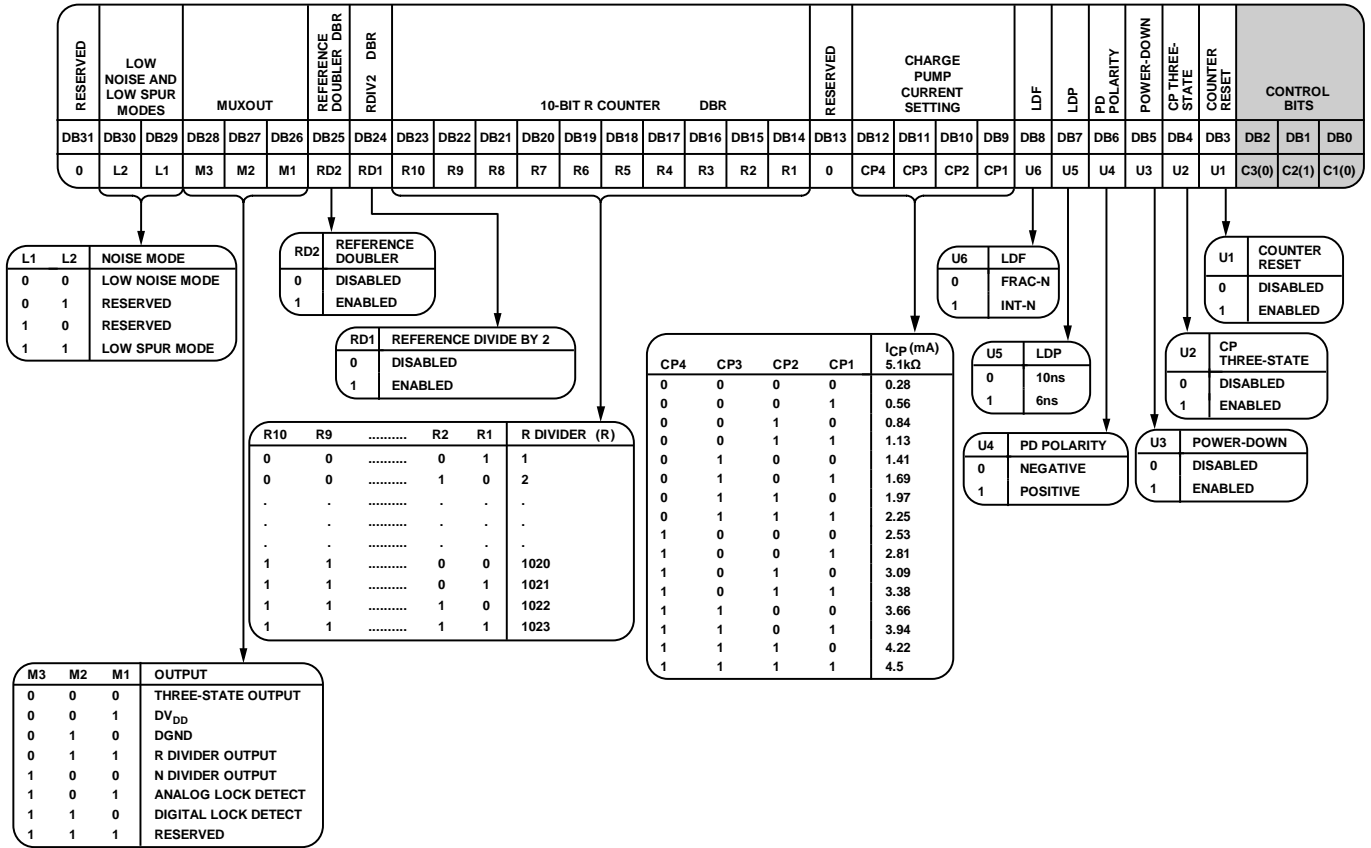 RESERVED
LOW NOISE AND LOW SPUR MODES
MUXOUT
REFERENCE DOUBLER DBR
RDIV2 DBR
10-BIT R COUNTER DBR
RESERVED
CHARGE PUMP CURRENT SETTING
LDF
LDP
PD POLARITY
POWER-DOWN
CP THREE-STATE
COUNTER RESET
CONTROL BITS
DB31 DB30 DB29 DB28 DB27 DB26 DB25 DB24 DB23 DB22 DB21 DB20 DB19 DB18 DB17 DB16 DB15 DB14 DB13 DB12 DB11 DB10 DB9 DB8 DB7 DB6 DB5 DB4 DB3 DB2 DB1 DB0
0 L2 L1 M3 M2 M1 RD2 RD1 R10 R9 R8 R7 R6 R5 R4 R3 R2 R1 0 CP4 CP3 CP2 CP1 U6 U5 U4 U3 U2 U1 C3(0) C2(1) C1(0)
L1 L2 NOISE MODE
0 0 LOW NOISE MODE
0 1 RESERVED
1 0 RESERVED
1 1 LOW SPUR MODE
RD2 REFERENCE DOUBLER
0 DISABLED
1 ENABLED
RD1 REFERENCE DIVIDE BY 2
0 DISABLED
1 ENABLED
R10 R9 .......... R2 R1 R DIVIDER (R)
0 0 .......... 0 1 1
0 0 .......... 1 0 2
. . .......... . . .
. . .......... . . .
. . .......... . . .
1 1 .......... 0 0 1020
1 1 .......... 0 1 1021
1 1 .......... 1 0 1022
1 1 .......... 1 1 1023
CP4 CP3 CP2 CP1 ICP (mA) 5.1kΩ
0 0 0 0 0.28
0 0 0 1 0.56
0 0 1 0 0.84
0 0 1 1 1.13
0 1 0 0 1.41
0 1 0 1 1.69
0 1 1 0 1.97
0 1 1 1 2.25
1 0 0 0 2.53
1 0 0 1 2.81
1 0 1 0 3.09
1 0 1 1 3.38
1 1 0 0 3.66
1 1 0 1 3.94
1 1 1 0 4.22
1 1 1 1 4.5
U6 LDF
0 FRAC-N
1 INT-N
U5 LDP
0 10ns
1 6ns
U4 PD POLARITY
0 NEGATIVE
1 POSITIVE
U3 POWER-DOWN
0 DISABLED
1 ENABLED
U2 CP THREE-STATE
0 DISABLED
1 ENABLED
U1 COUNTER RESET
0 DISABLED
1 ENABLED
M3 M2 M1 OUTPUT
0 0 0 THREE-STATE OUTPUT
0 0 1 DVDD
0 1 0 DGND
0 1 1 R DIVIDER OUTPUT
1 0 0 N DIVIDER OUTPUT
1 0 1 ANALOG LOCK DETECT
1 1 0 DIGITAL LOCK DETECT
1 1 1 RESERVED